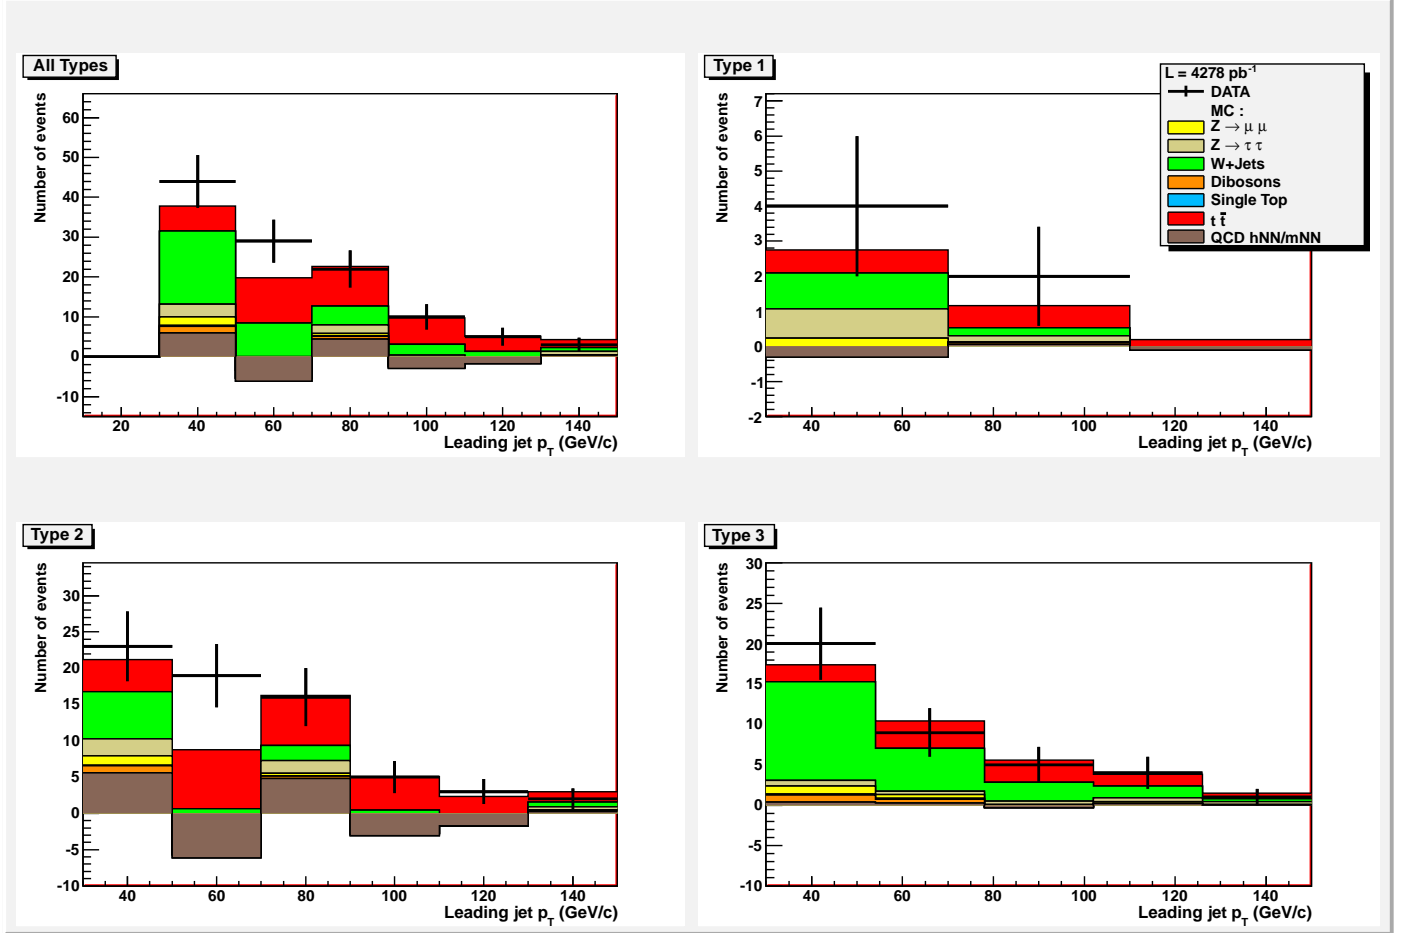 All Types
Number of events
60
50
40
30
20
10
0
-10
20 40 60 80 100 120 140
Leading jet pT (GeV/c)
Type 1
Number of events
7
6
5
4
3
2
1
0
-1
-2
40 60 80 100 120 140
Leading jet pT (GeV/c)
L = 4278 pb-1
DATA
MC :
Z → μ μ
Z → τ τ
W+Jets
Dibosons
Single Top
t t̄
QCD hNN/mNN
Type 2
Number of events
30
25
20
15
10
5
0
-5
-10
40 60 80 100 120 140
Leading jet pT (GeV/c)
Type 3
Number of events
30
25
20
15
10
5
0
-5
-10
40 60 80 100 120 140
Leading jet pT (GeV/c)